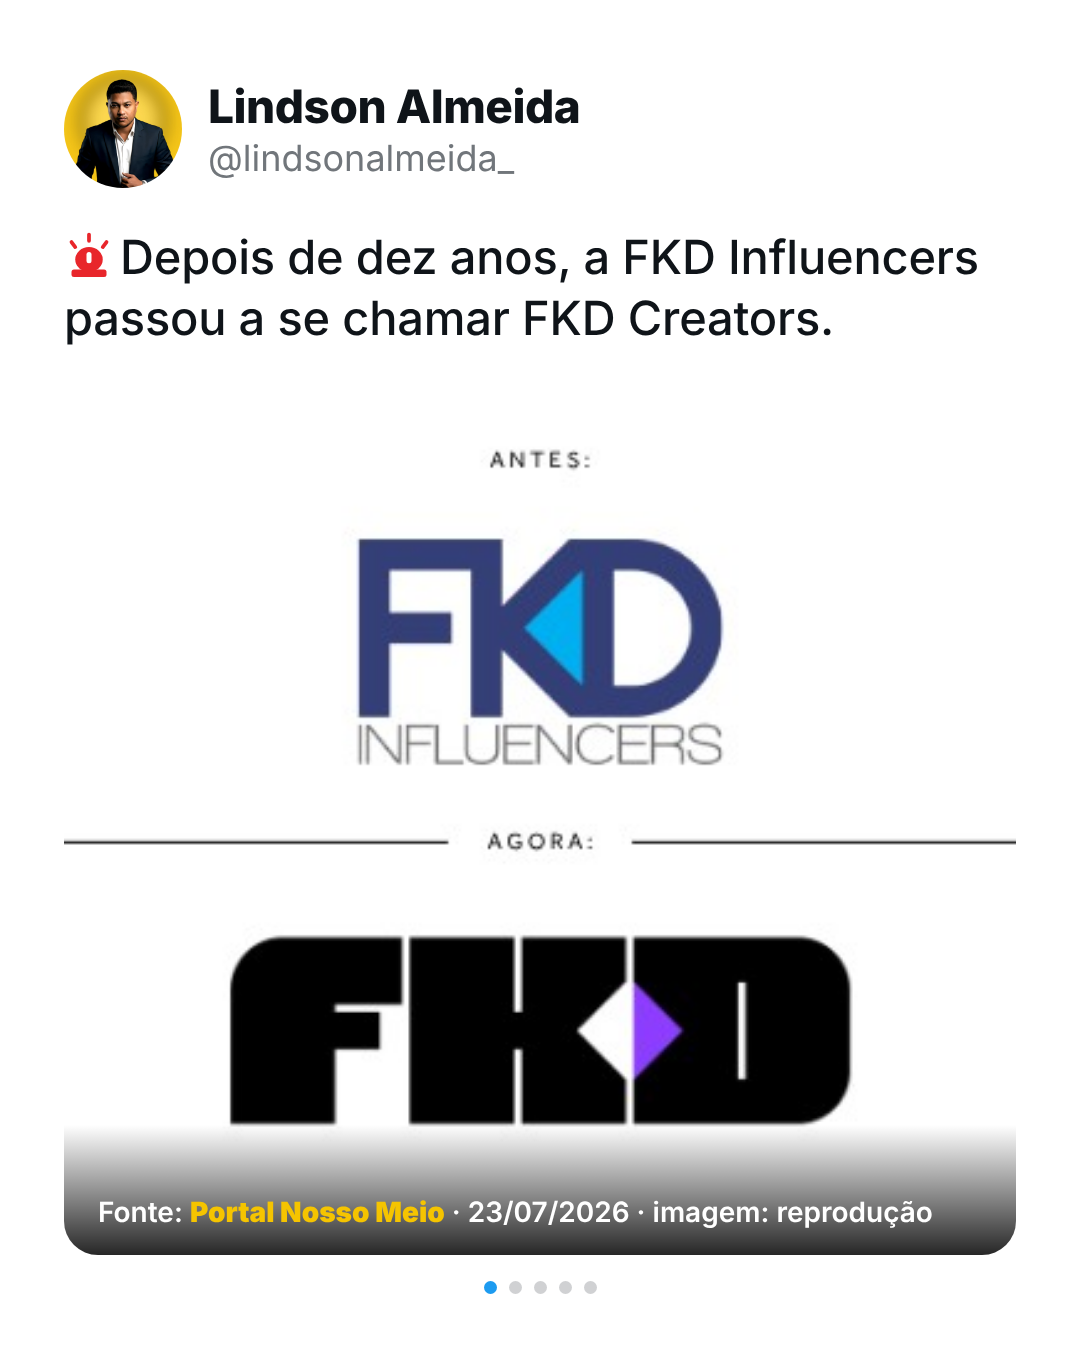 Lindson Almeida
@lindsonalmeida_
🚨Depois de dez anos, a FKD Influencers
passou a se chamar FKD Creators.
ANTES:
FKD
INFLUENCERS
AGORA:
FKD
Fonte: Portal Nosso Meio · 23/07/2026 · imagem: reprodução